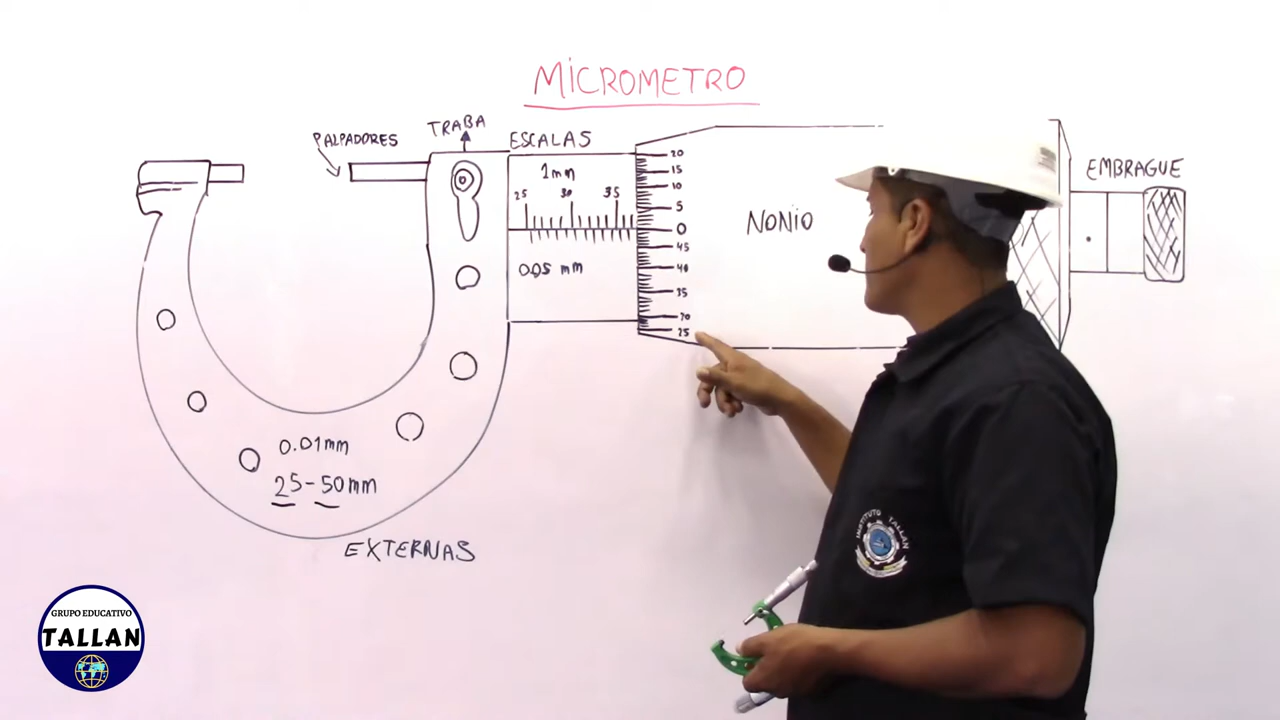 MICROMETRO
PALPADORES
TRABA
ESCALAS
1mm
25 30 35
0.05 mm
20
15
10
5
0
45
40
35
30
25
NONIO
EMBRAGUE
0.01mm
25-50mm
EXTERNAS
INSTITUTO TALLAN
GRUPO EDUCATIVO
TALLAN